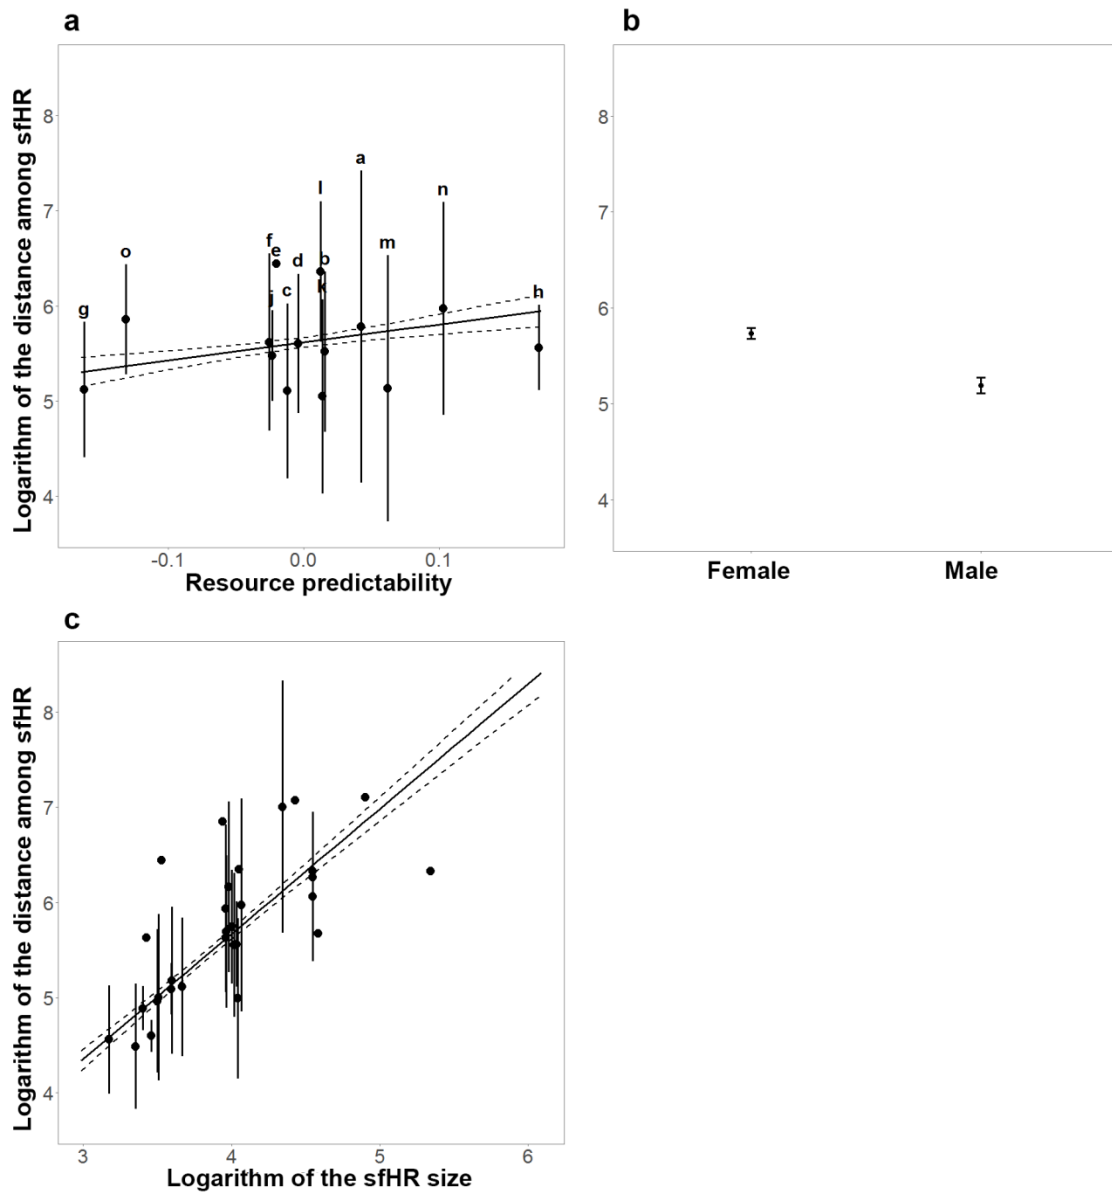 a
b
Logarithm of the distance among sfHR
8
7
6
5
4
g
o
f
e
j
c
d
l
k
b
a
m
n
h
-0.1 0.0 0.1
Resource predictability
8
7
6
5
4
Female Male
c
Logarithm of the distance among sfHR
8
7
6
5
4
3 4 5 6
Logarithm of the sfHR size